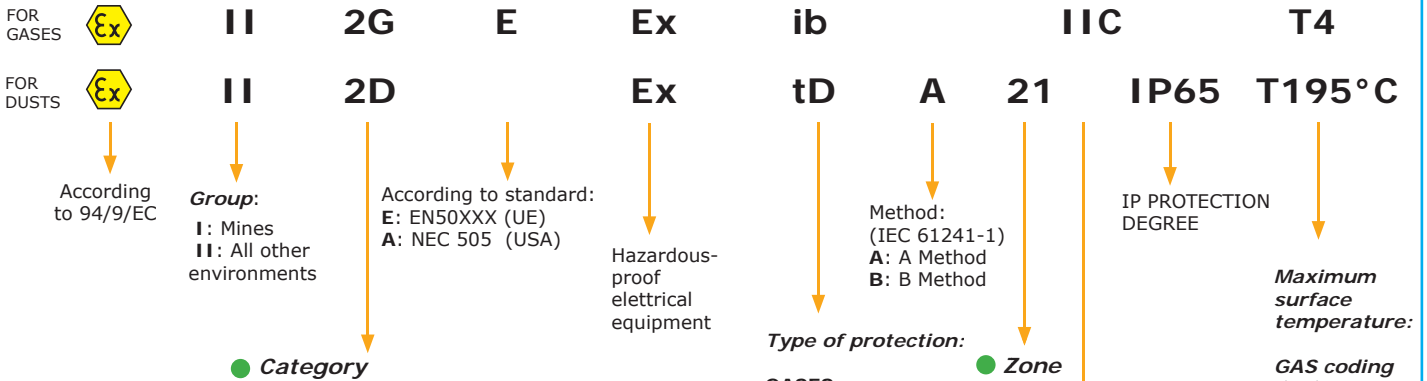 FOR GASES Ex II 2G E Ex ib IIC T4
FOR DUSTS Ex II 2D Ex tD A 21 IP65 T195°C
According
to 94/9/EC
Group:
I: Mines
II: All other
environments
According to standard:
E: EN50XXX (UE)
A: NEC 505 (USA)
Hazardous-
proof
elettrical
equipment
Method:
(IEC 61241-1)
A: A Method
B: B Method
IP PROTECTION
DEGREE
Maximum
surface
temperature:
Type of protection:
Category
Zone
GAS coding